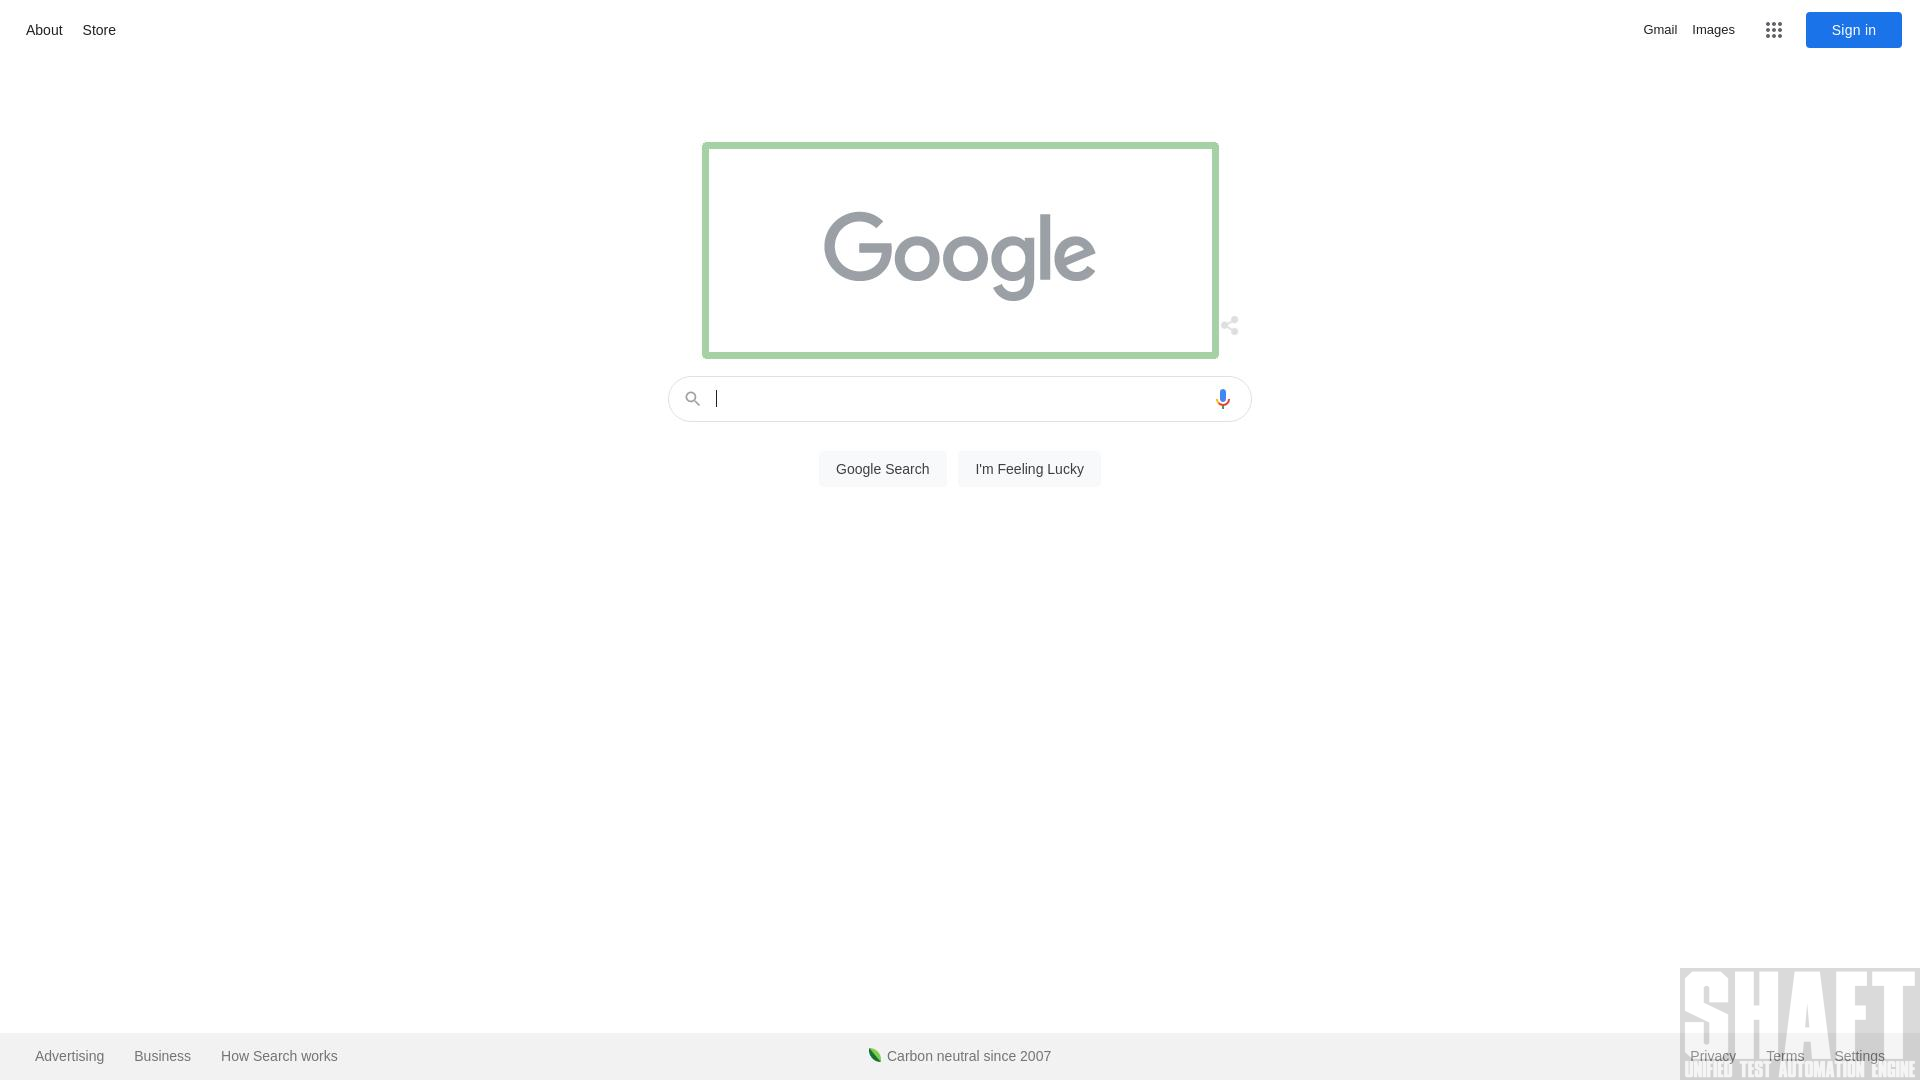 About Store Gmail Images Sign in
Google
Google Search I'm Feeling Lucky
SHAFT
Advertising Business How Search works Carbon neutral since 2007 Privacy Terms Settings
UNIFIED TEST AUTOMATION ENGINE